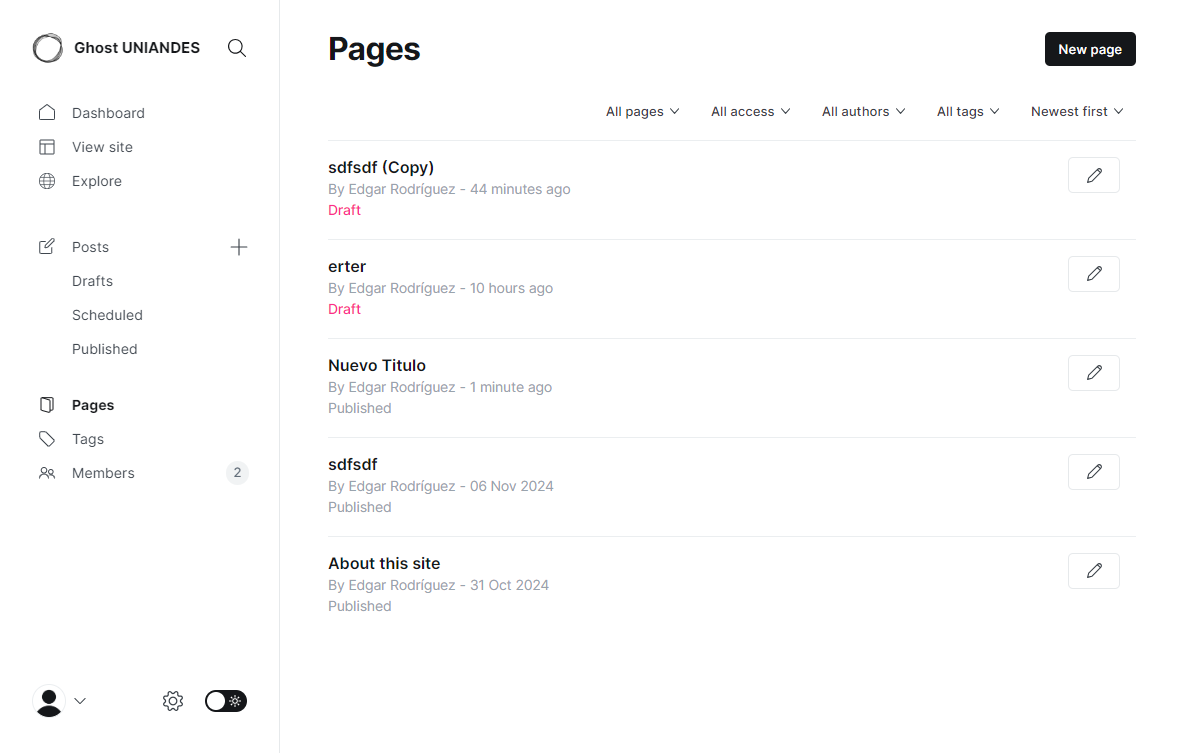 Ghost UNIANDES
Dashboard
View site
Explore
Posts
Drafts
Scheduled
Published
Pages
Tags
Members 2
Pages
New page
All pages All access All authors All tags Newest first
sdfsdf (Copy)
By Edgar Rodríguez - 44 minutes ago
Draft
erter
By Edgar Rodríguez - 10 hours ago
Draft
Nuevo Titulo
By Edgar Rodríguez - 1 minute ago
Published
sdfsdf
By Edgar Rodríguez - 06 Nov 2024
Published
About this site
By Edgar Rodríguez - 31 Oct 2024
Published